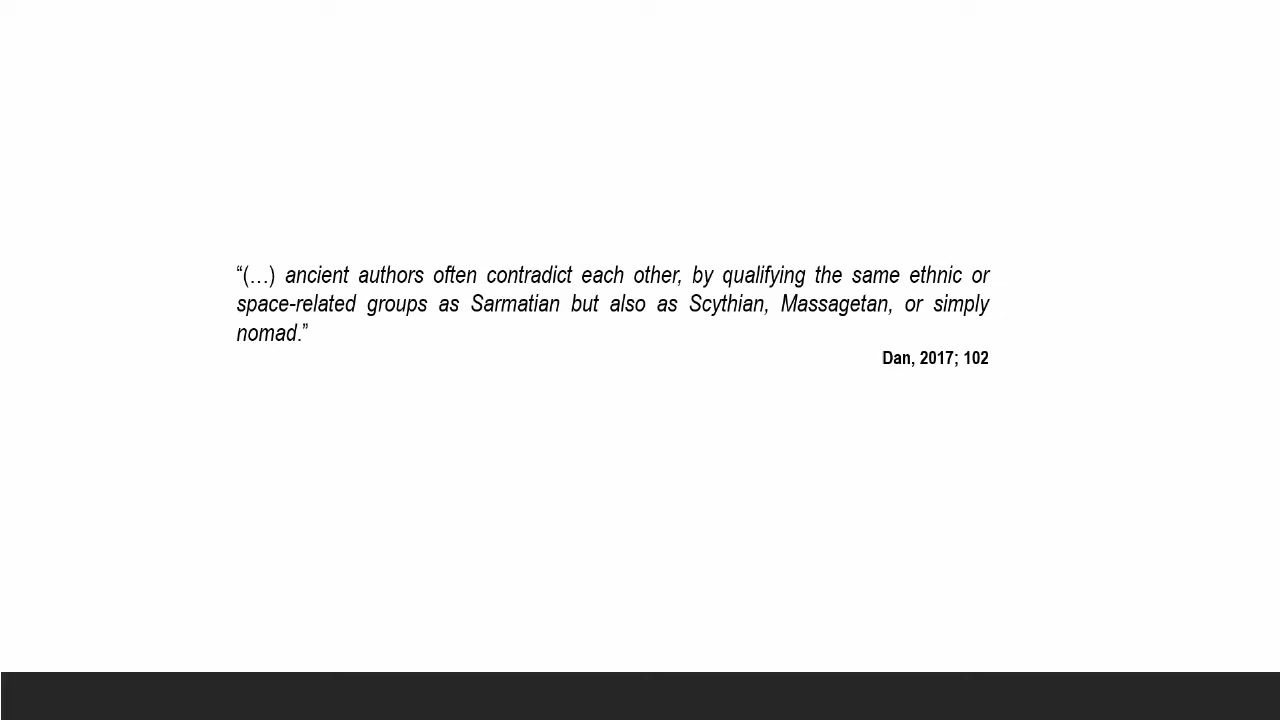 “(…) ancient authors often contradict each other, by qualifying the same ethnic or
space-related groups as Sarmatian but also as Scythian, Massagetan, or simply
nomad.”
Dan, 2017; 102